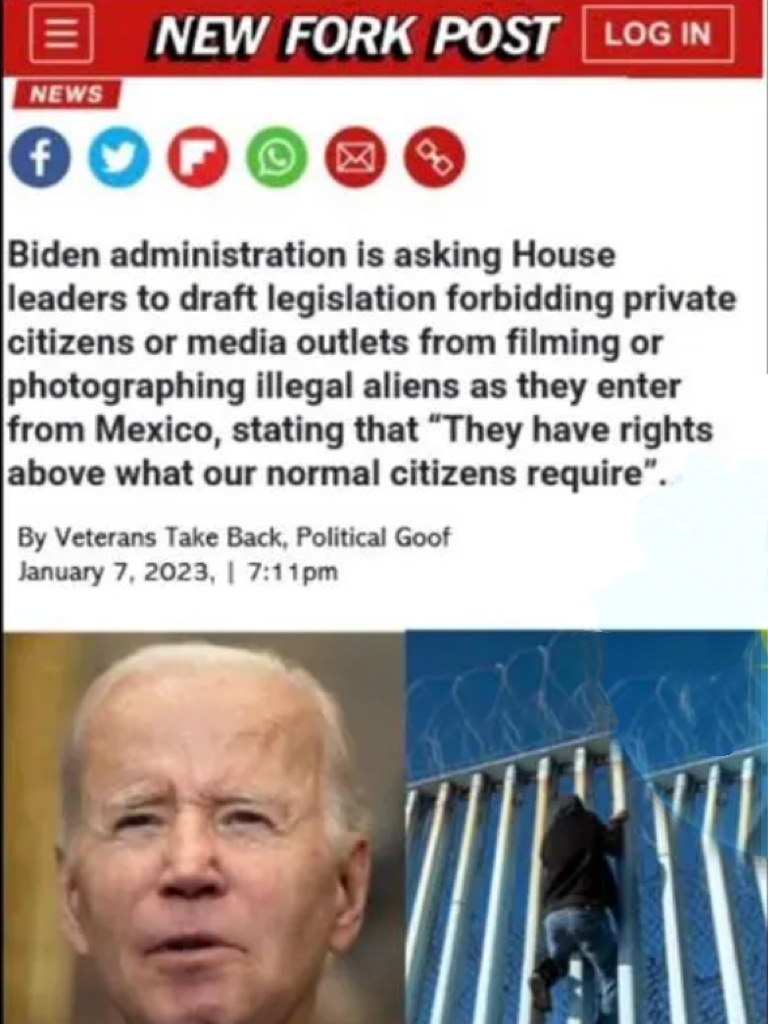 NEW FORK POST
LOG IN
NEWS
Biden administration is asking House
leaders to draft legislation forbidding private
citizens or media outlets from filming or
photographing illegal aliens as they enter
from Mexico, stating that “They have rights
above what our normal citizens require”.
By Veterans Take Back, Political Goof
January 7, 2023, | 7:11pm